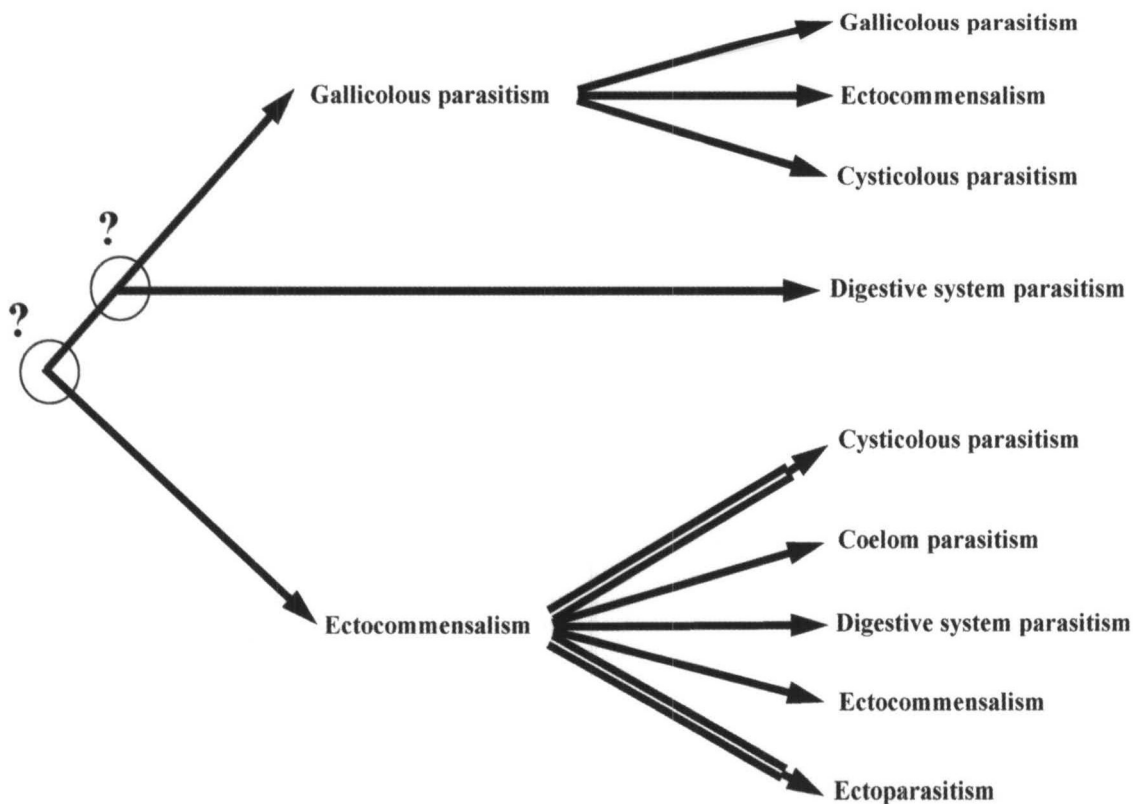 Gallicolous parasitism
Gallicolous parasitism
Ectocommensalism
Cysticolous parasitism
?
Digestive system parasitism
?
Cysticolous parasitism
Coelom parasitism
Ectocommensalism
Digestive system parasitism
Ectocommensalism
Ectoparasitism